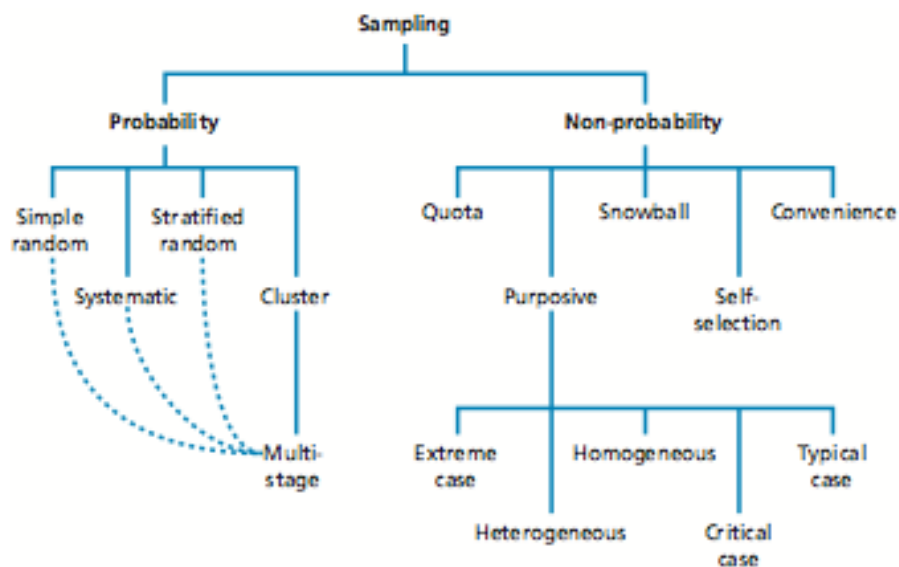 Sampling
Probability
Non-probability
Simple
random
Stratified
random
Quota
Snowball
Convenience
Systematic
Cluster
Purposive
Self-
selection
Multi-
stage
Extreme
case
Homogeneous
Typical
case
Heterogeneous
Critical
case